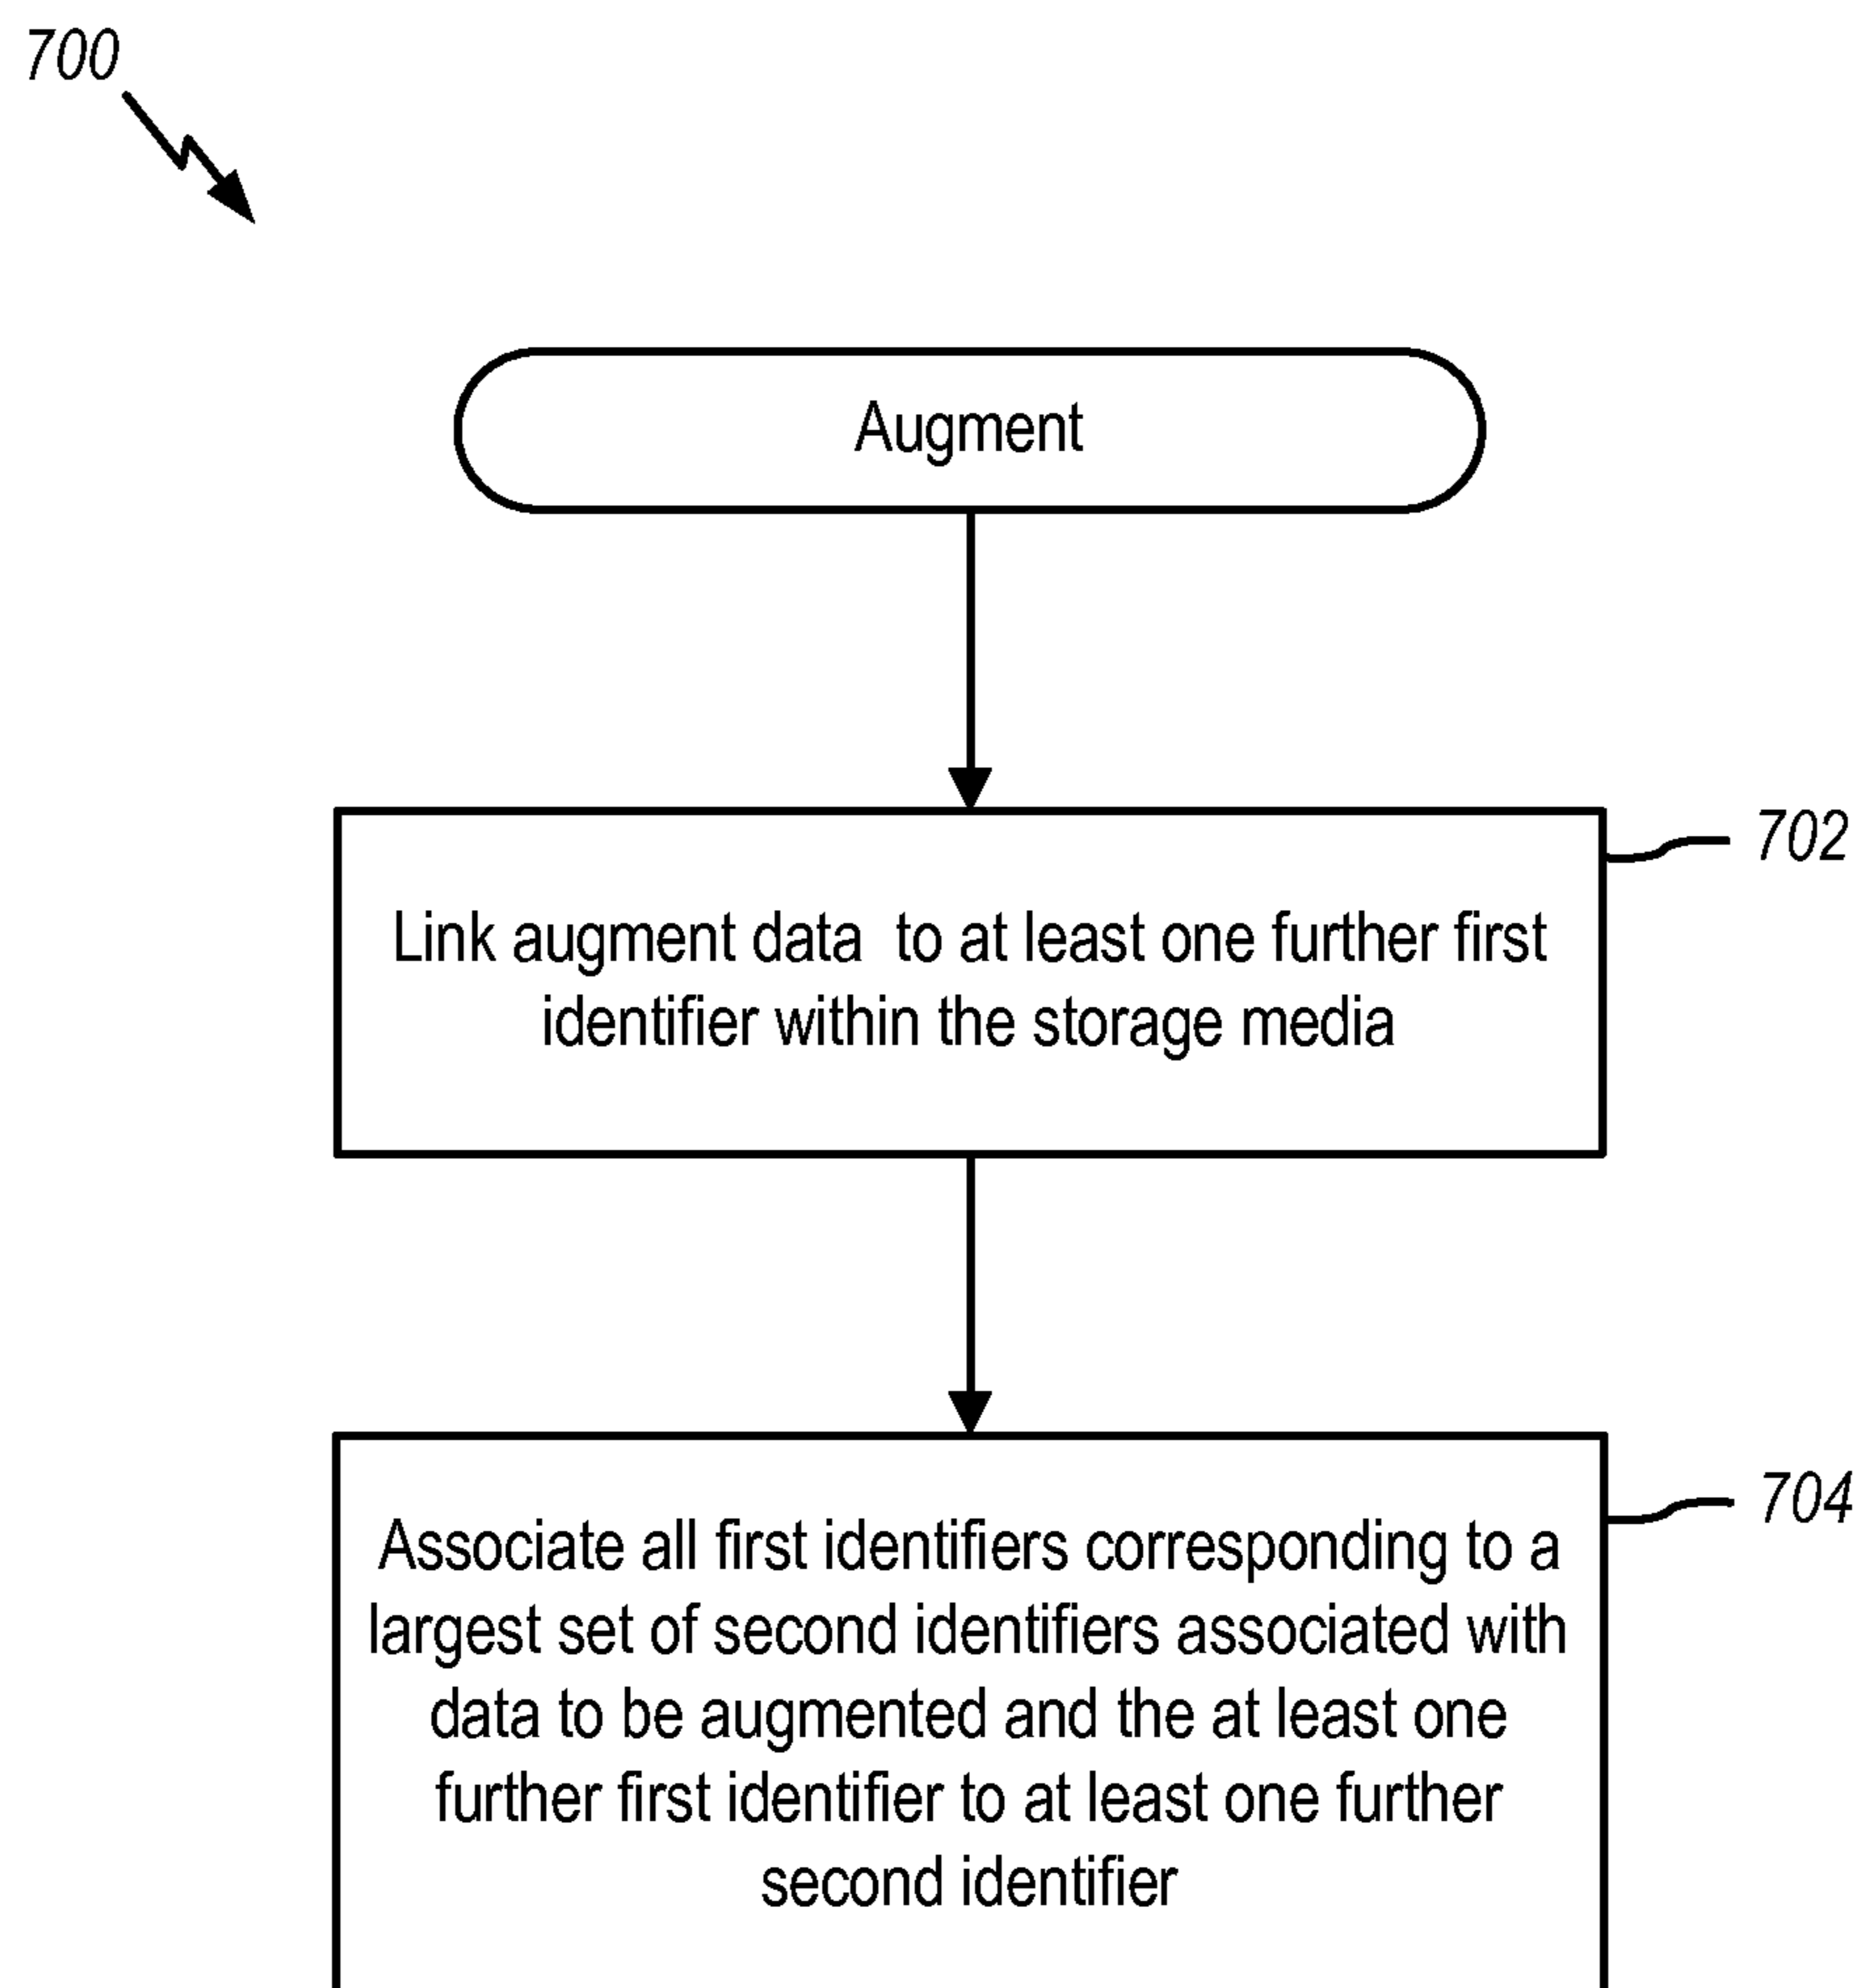 700
Augment
702
Link augment data  to at least one further first
identifier within the storage media
704
Associate all first identifiers corresponding to a
largest set of second identifiers associated with
data to be augmented and the at least one
further first identifier to at least one further
second identifier